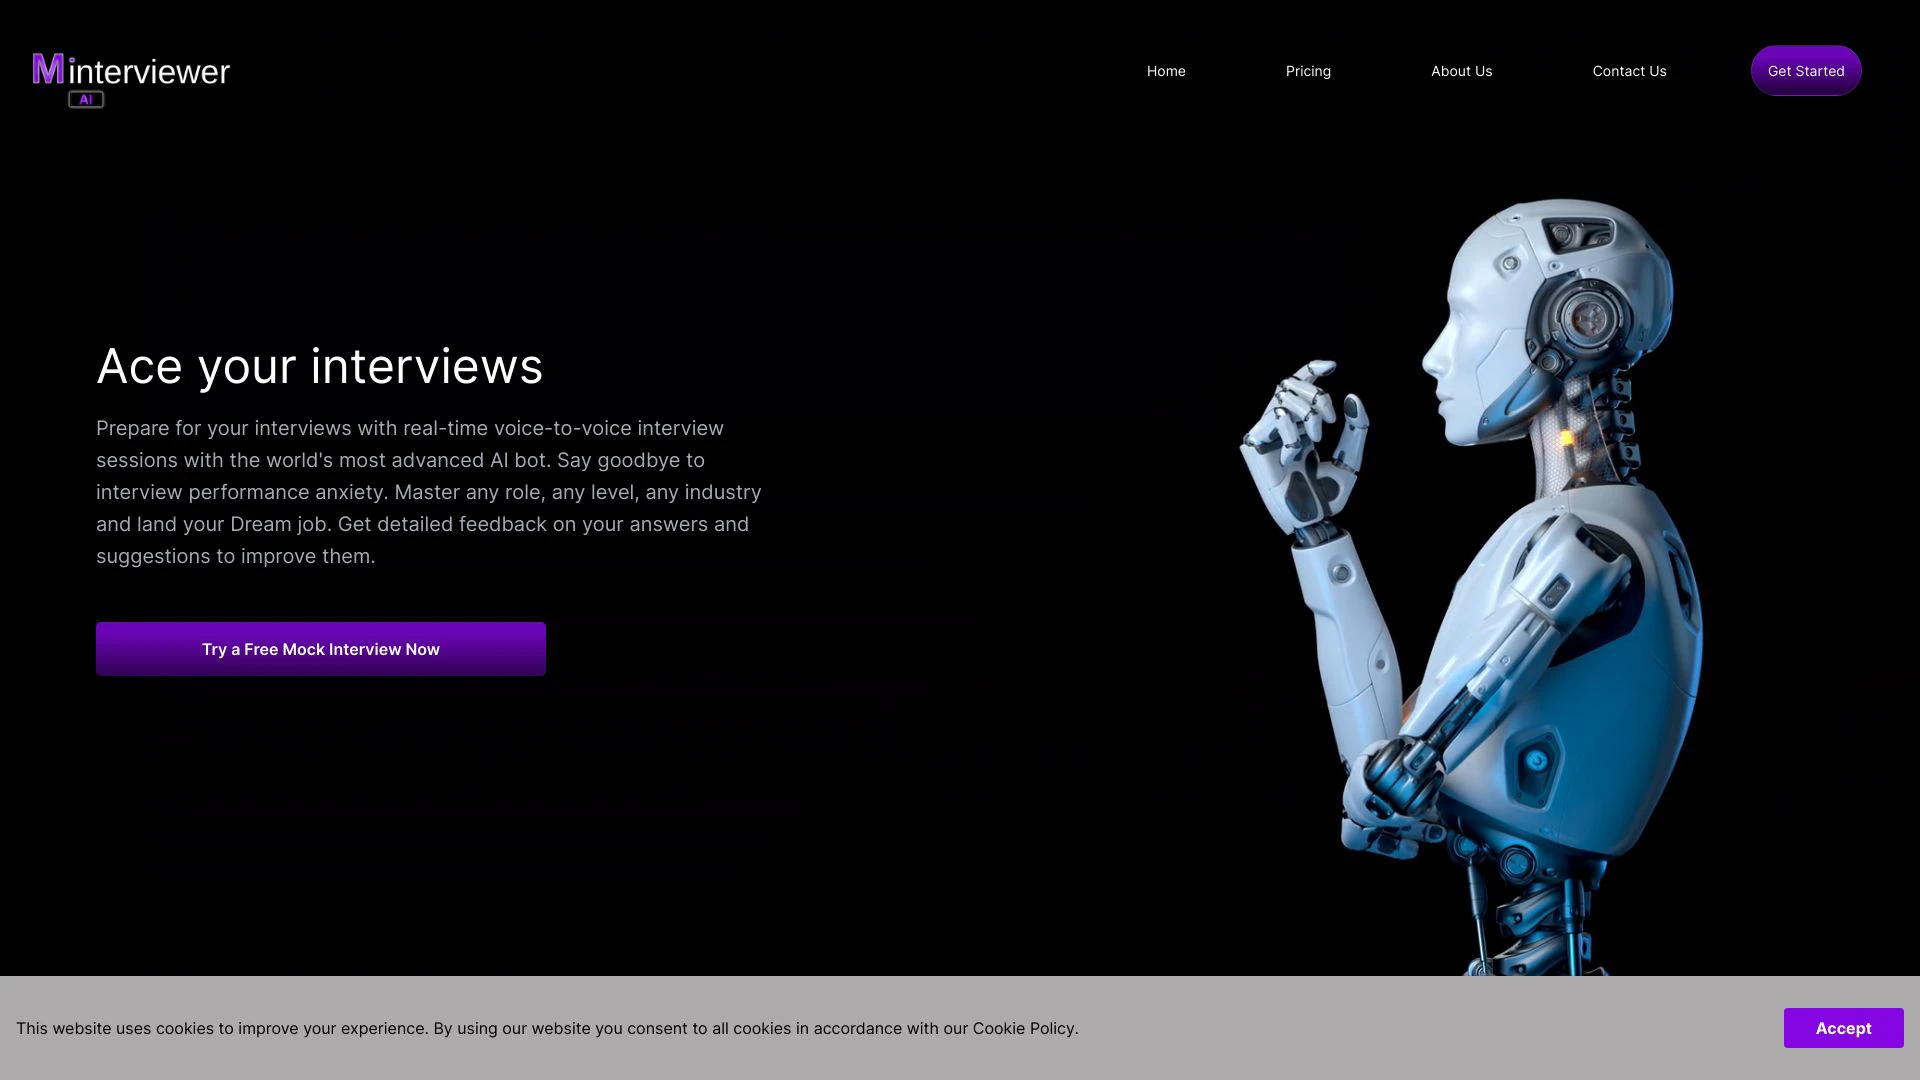 Minterviewer
AI
Home
Pricing
About Us
Contact Us
Get Started
Ace your interviews
Prepare for your interviews with real-time voice-to-voice interview
sessions with the world's most advanced AI bot. Say goodbye to
interview performance anxiety. Master any role, any level, any industry
and land your Dream job. Get detailed feedback on your answers and
suggestions to improve them.
Try a Free Mock Interview Now
This website uses cookies to improve your experience. By using our website you consent to all cookies in accordance with our Cookie Policy.
Accept